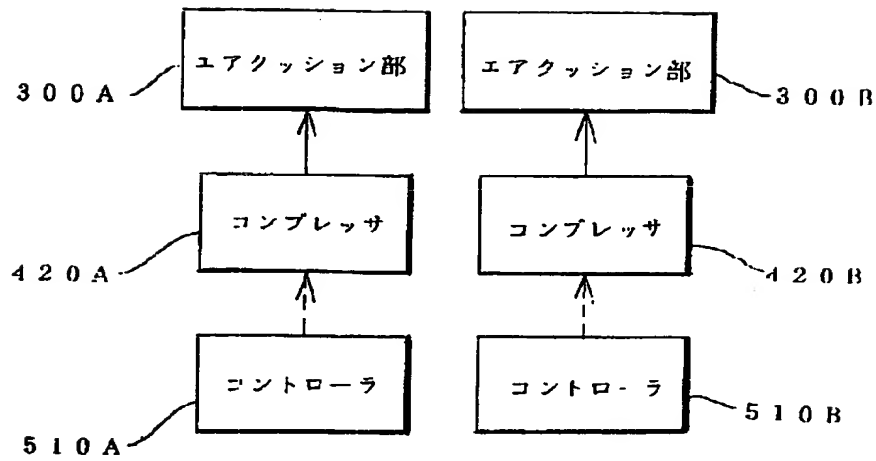 エアクッション部
エアクッション部
300A
300B
コンプレッサ
コンプレッサ
420A
420B
コントローラ
コントローラ
510A
510B